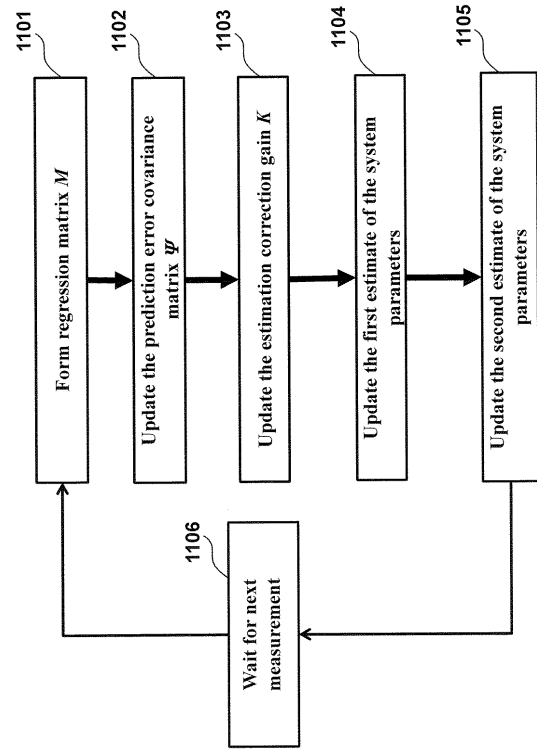 1101
Form regression matrix M
1102
Update the prediction error covariance
matrix Ψ
1103
Update the estimation correction gain K
1104
Update the first estimate of the system
parameters
1105
Update the second estimate of the system
parameters
1106
Wait for next
measurement